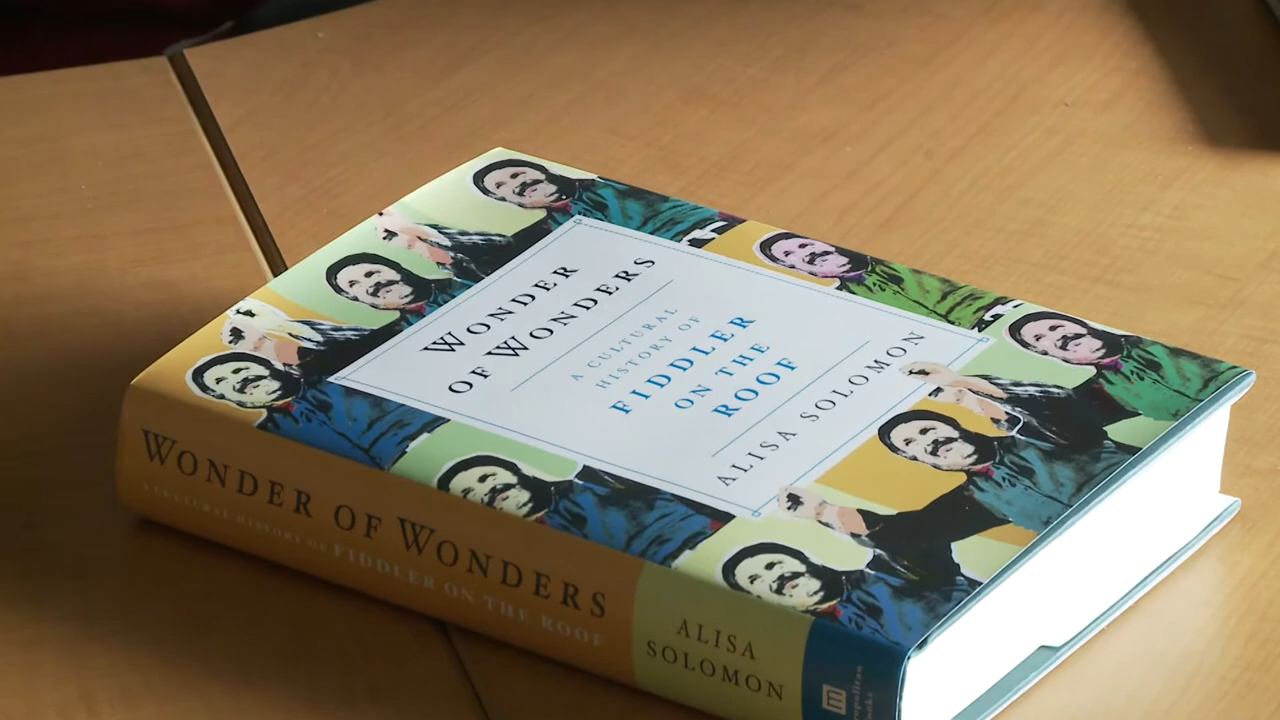 WONDER
OF WONDERS
A CULTURAL
HISTORY OF
FIDDLER
ON THE
ROOF
ALISA SOLOMON
WONDER OF WONDERS
A CULTURAL HISTORY OF FIDDLER ON THE ROOF
ALISA
SOLOMON
m